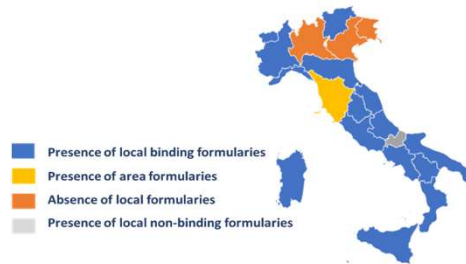 Presence of local binding formularies
Presence of area formularies
Absence of local formularies
Presence of local non-binding formularies